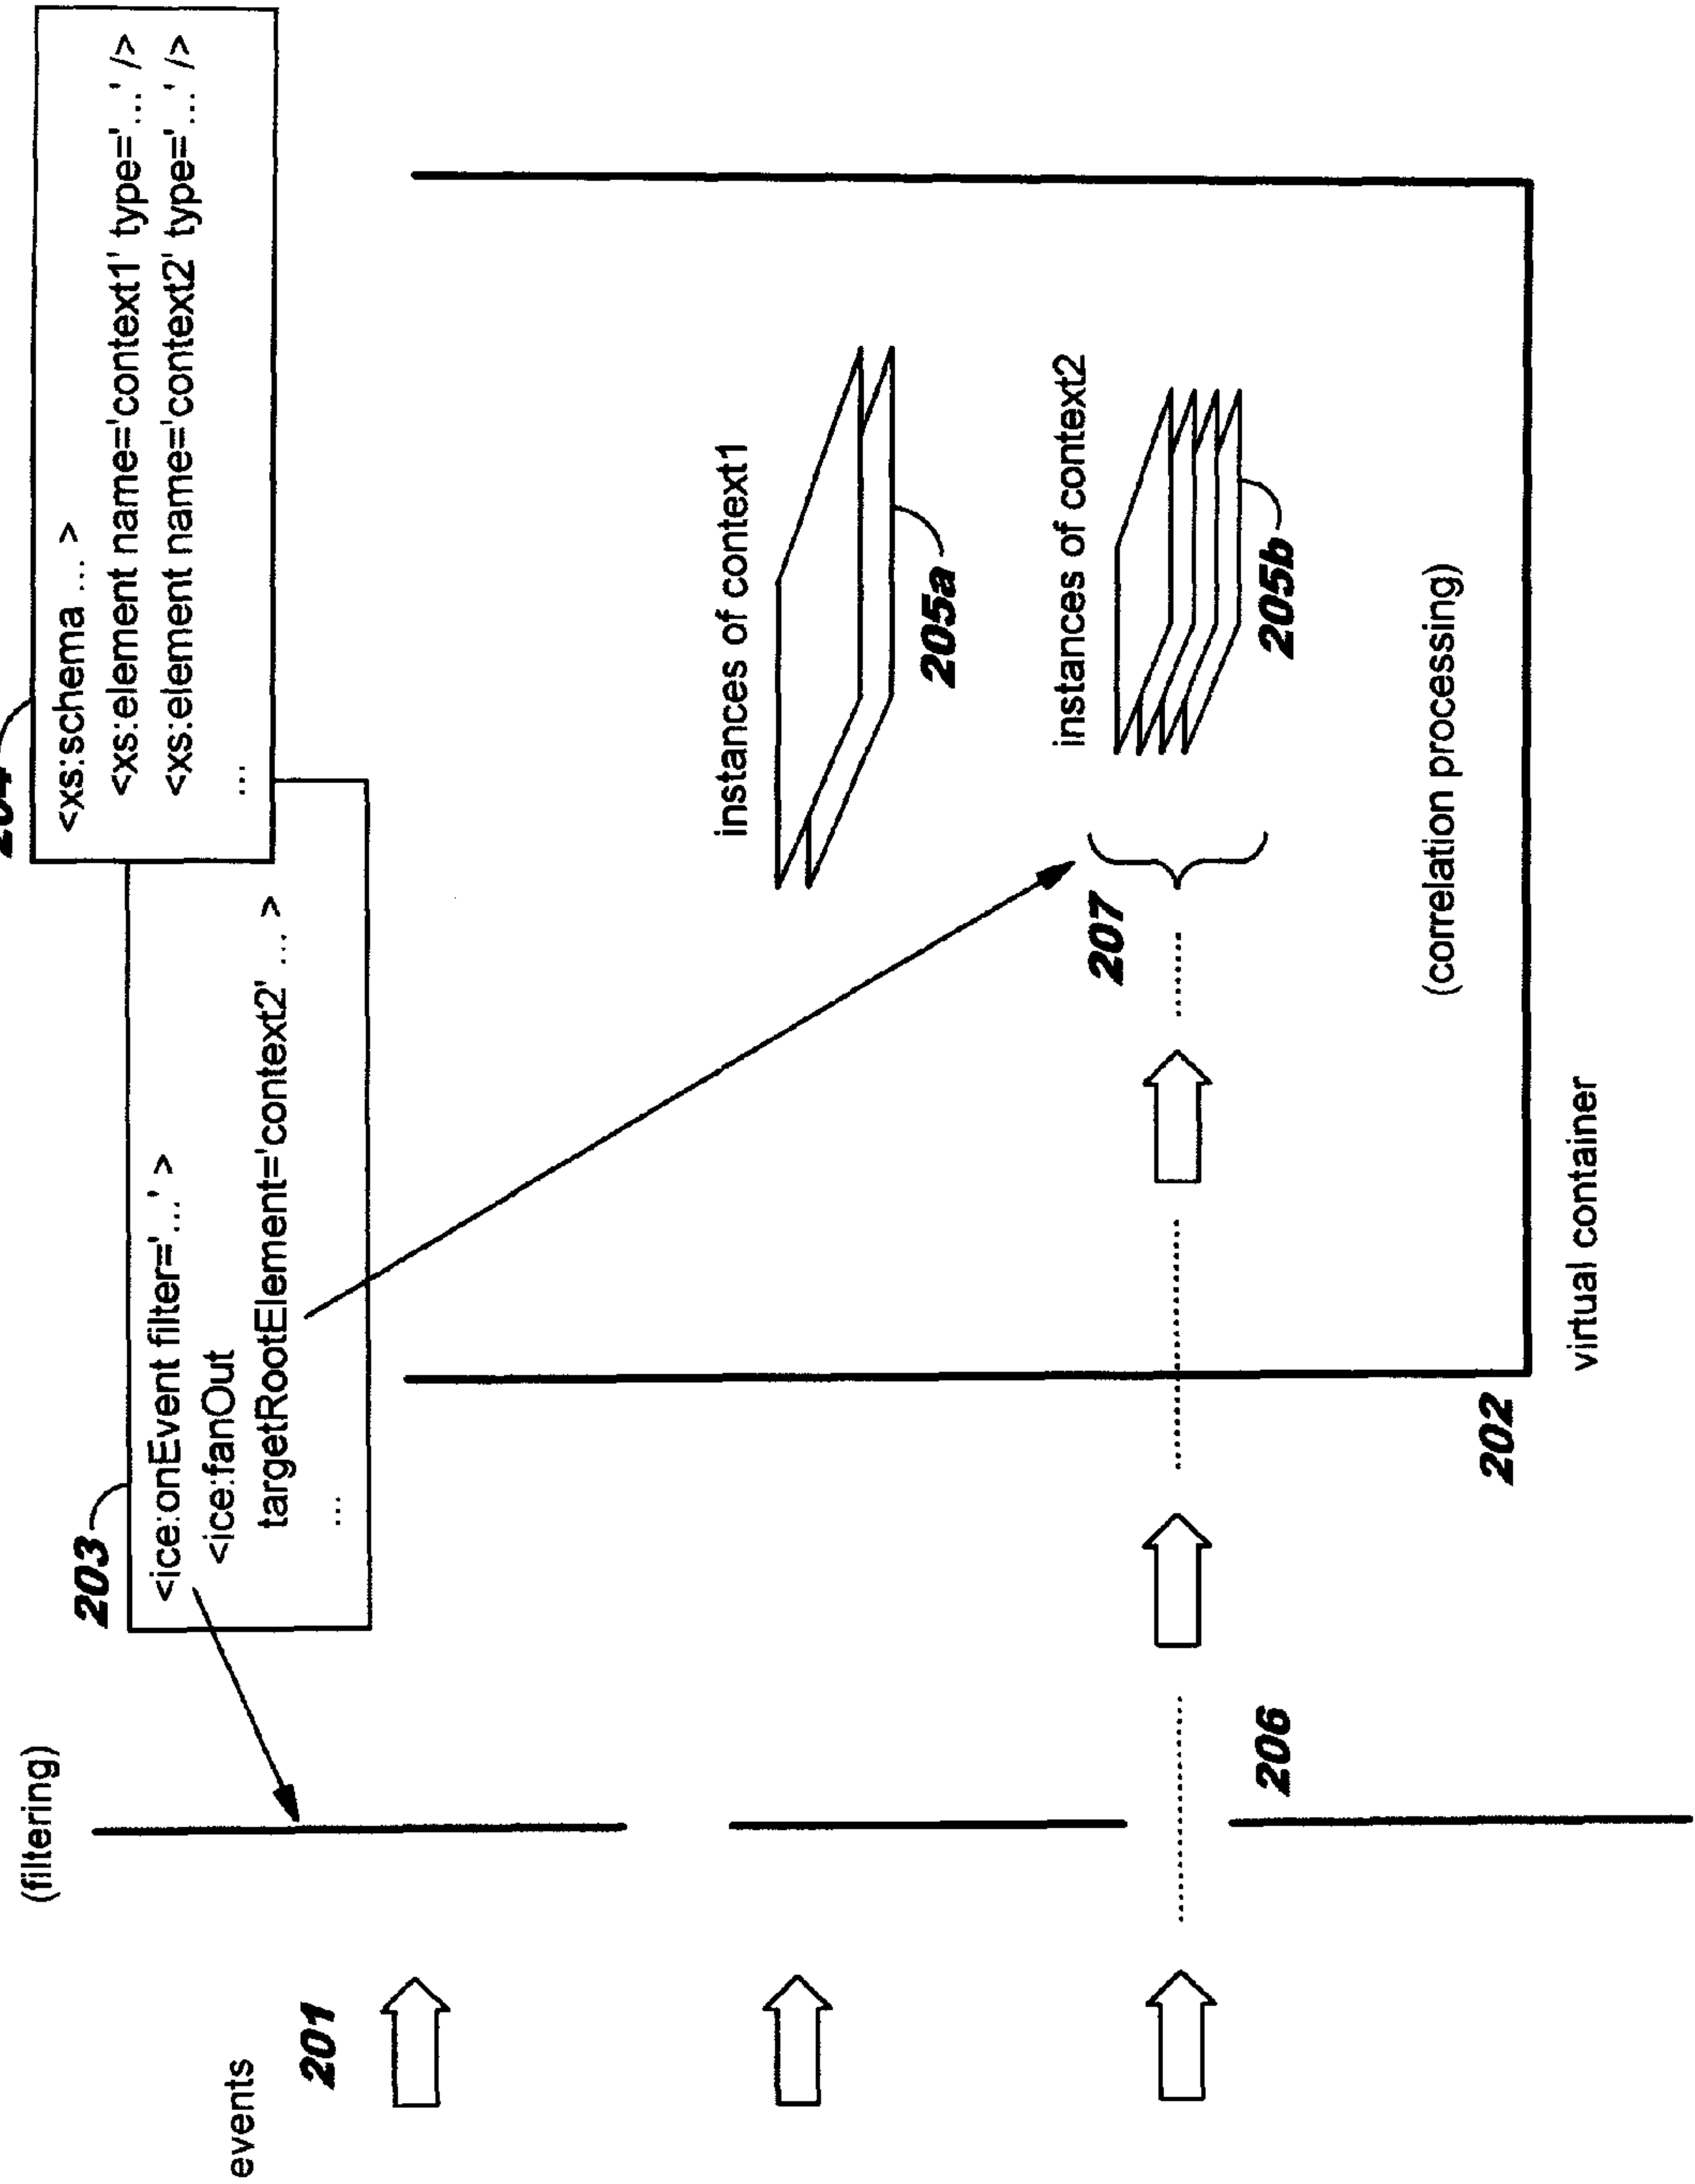 204
<xs:schema ... >
<xs:element name='context1' type='...' />
<xs:element name='context2' type='...' />
...
203
<ice:onEvent filter='...' >
<ice:fanOut
targetRootElement='context2' ... >
...
(filtering)
events
201
instances of context1
205a
instances of context2
205b
207
206
(correlation processing)
202
virtual container